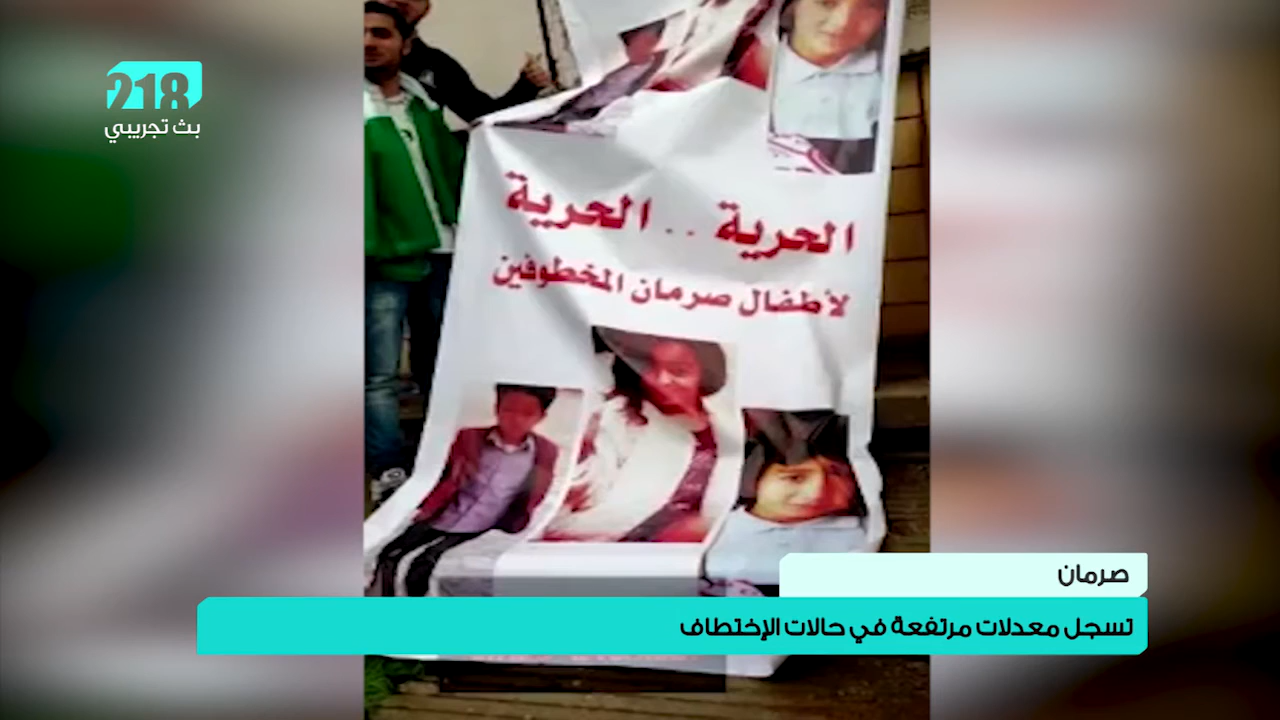 218
بث تجريبي
الحرية .. الحرية
لأطفال صرمان المخطوفين
صرمان
تسجل معدلات مرتفعة في حالات الإختطاف